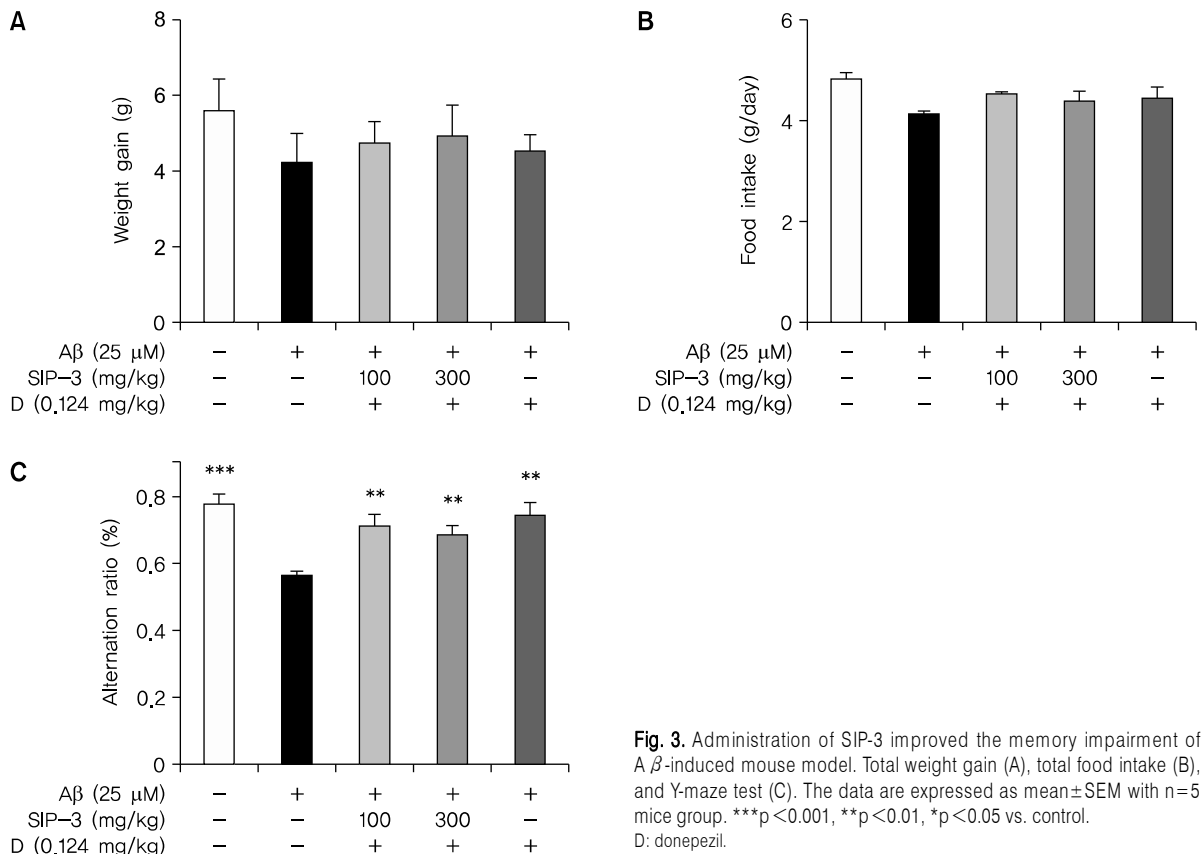 A
8
6
4
2
0
Weight gain (g)
Aβ (25 μM) – + + + +
SIP–3 (mg/kg) – – 100 300 –
D (0.124 mg/kg) – – + + +
B
6
4
2
0
Food intake (g/day)
Aβ (25 μM) – + + + +
SIP–3 (mg/kg) – – 100 300 –
D (0.124 mg/kg) – – + + +
C
0.8
0.6
0.4
0.2
0
Alternation ratio (%)
*** ** ** **
Aβ (25 μM) – + + + +
SIP–3 (mg/kg) – – 100 300 –
D (0.124 mg/kg) – – + + +
Fig. 3. Administration of SIP-3 improved the memory impairment of
A β-induced mouse model. Total weight gain (A), total food intake (B),
and Y-maze test (C). The data are expressed as mean±SEM with n=5
mice group. ***p<0.001, **p<0.01, *p<0.05 vs. control.
D: donepezil.